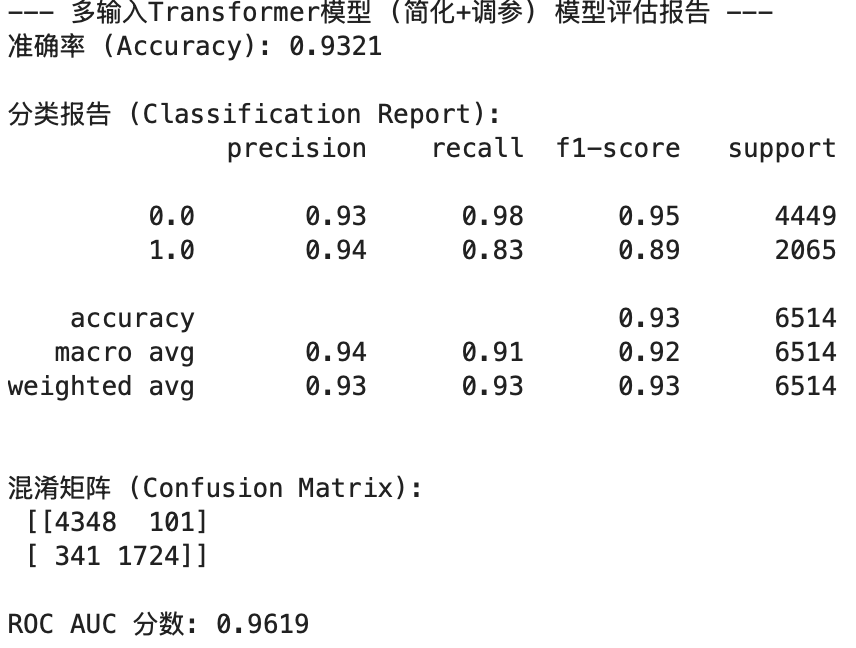 --- 多输入Transformer模型 (简化+调参) 模型评估报告 ---
准确率 (Accuracy): 0.9321
分类报告 (Classification Report):
precision recall f1-score support
0.0 0.93 0.98 0.95 4449
1.0 0.94 0.83 0.89 2065
accuracy 0.93 6514
macro avg 0.94 0.91 0.92 6514
weighted avg 0.93 0.93 0.93 6514
混淆矩阵 (Confusion Matrix):
[[4348 101]
[ 341 1724]]
ROC AUC 分数: 0.9619